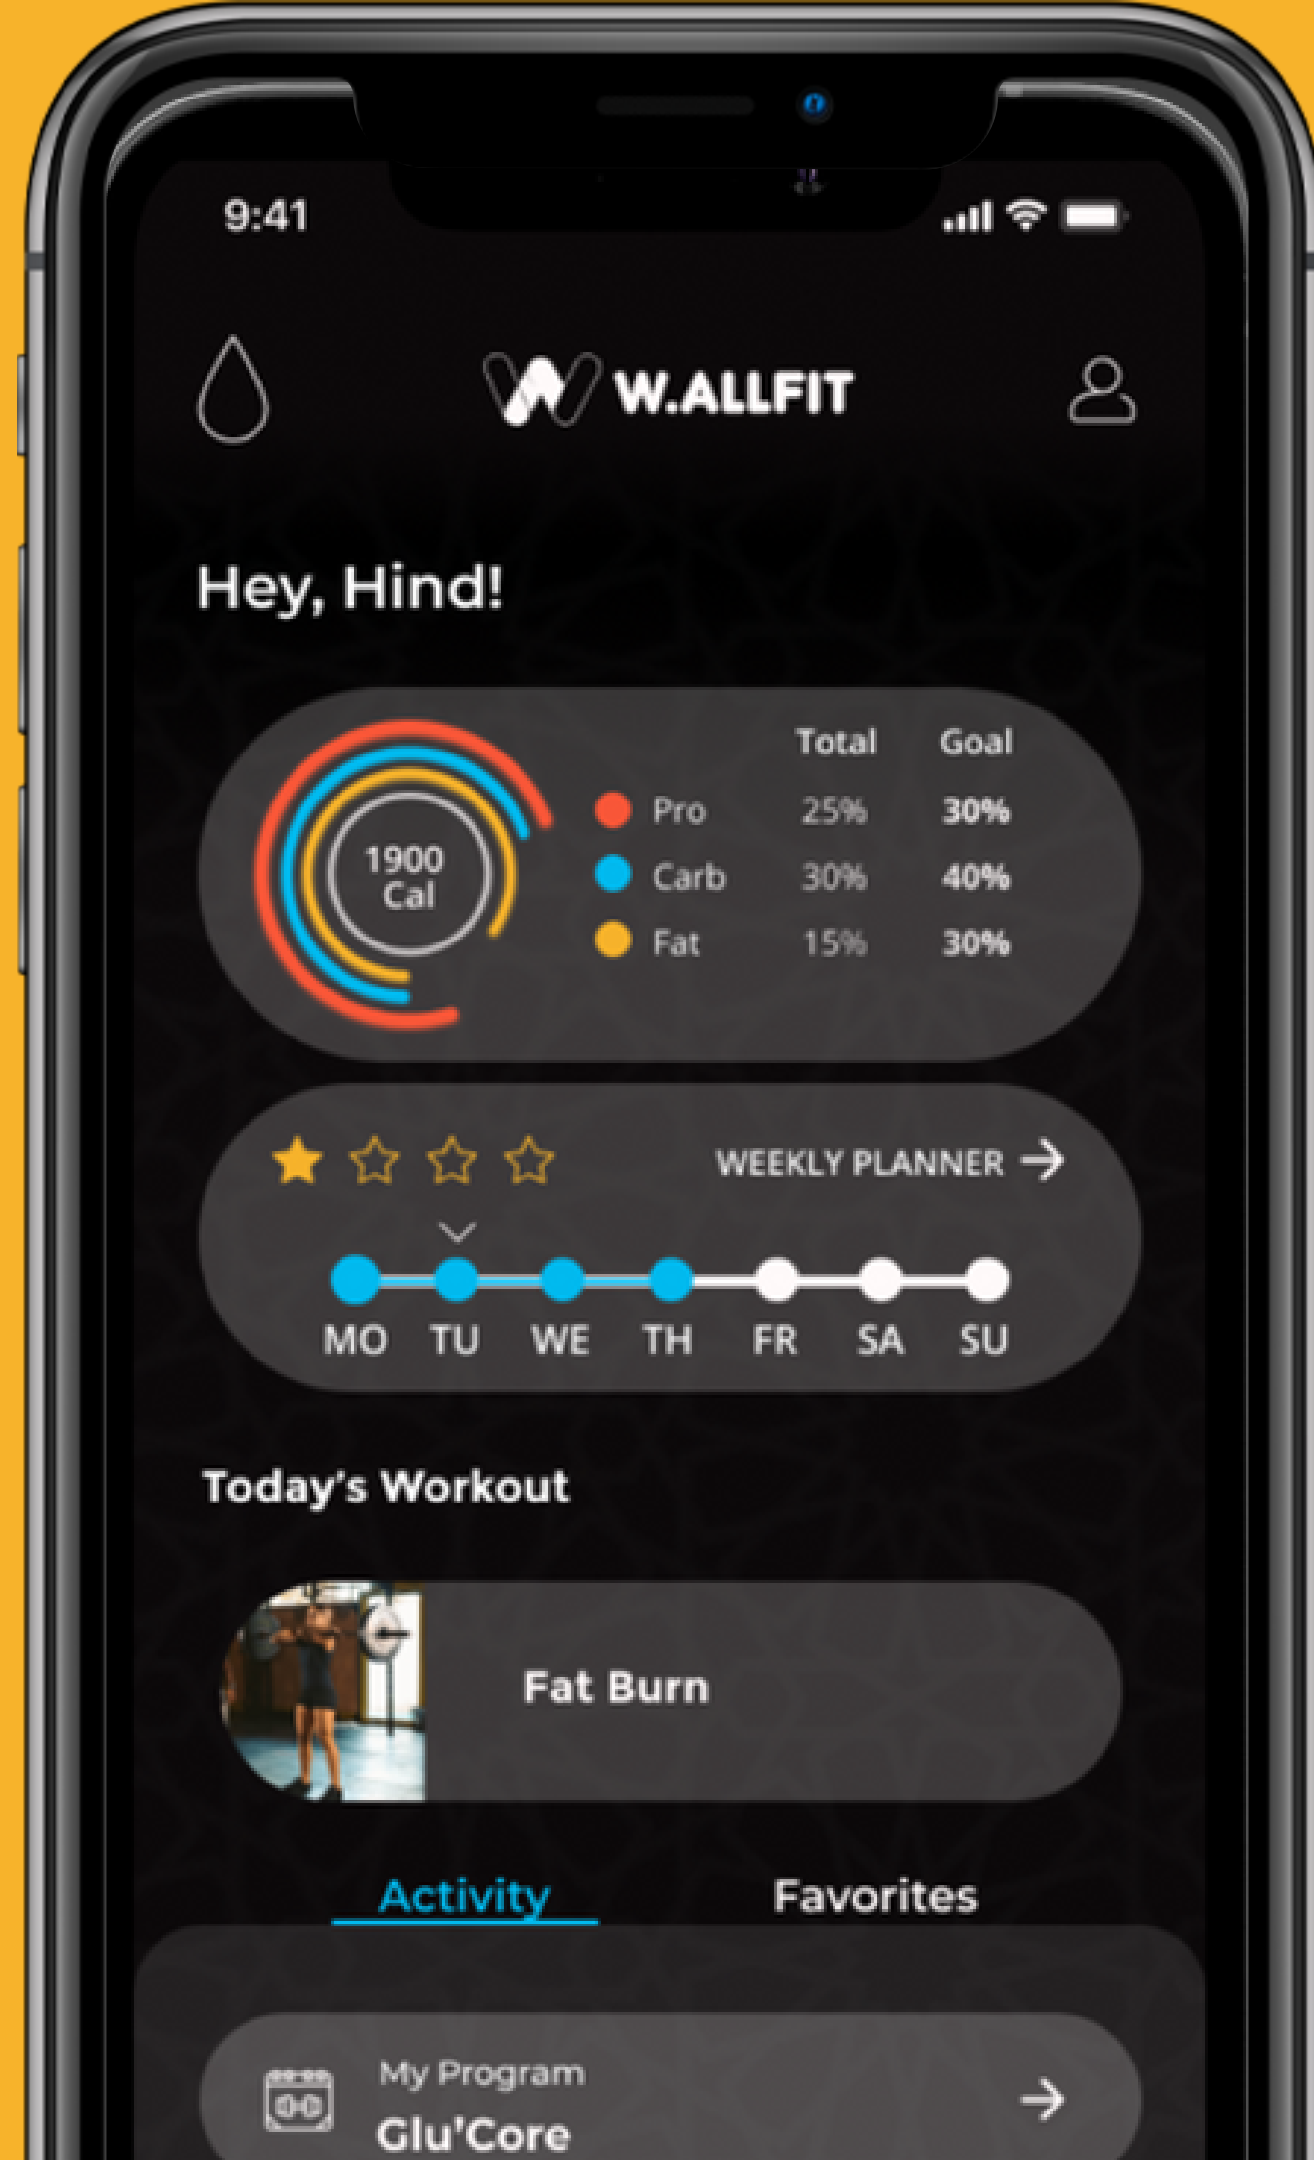 9:41
W.ALLFIT
Hey, Hind!
Total Goal
Pro 25% 30%
Carb 30% 40%
Fat 15% 30%
1900
Cal
WEEKLY PLANNER
MO TU WE TH FR SA SU
Today's Workout
Fat Burn
Activity Favorites
My Program
Glu'Core